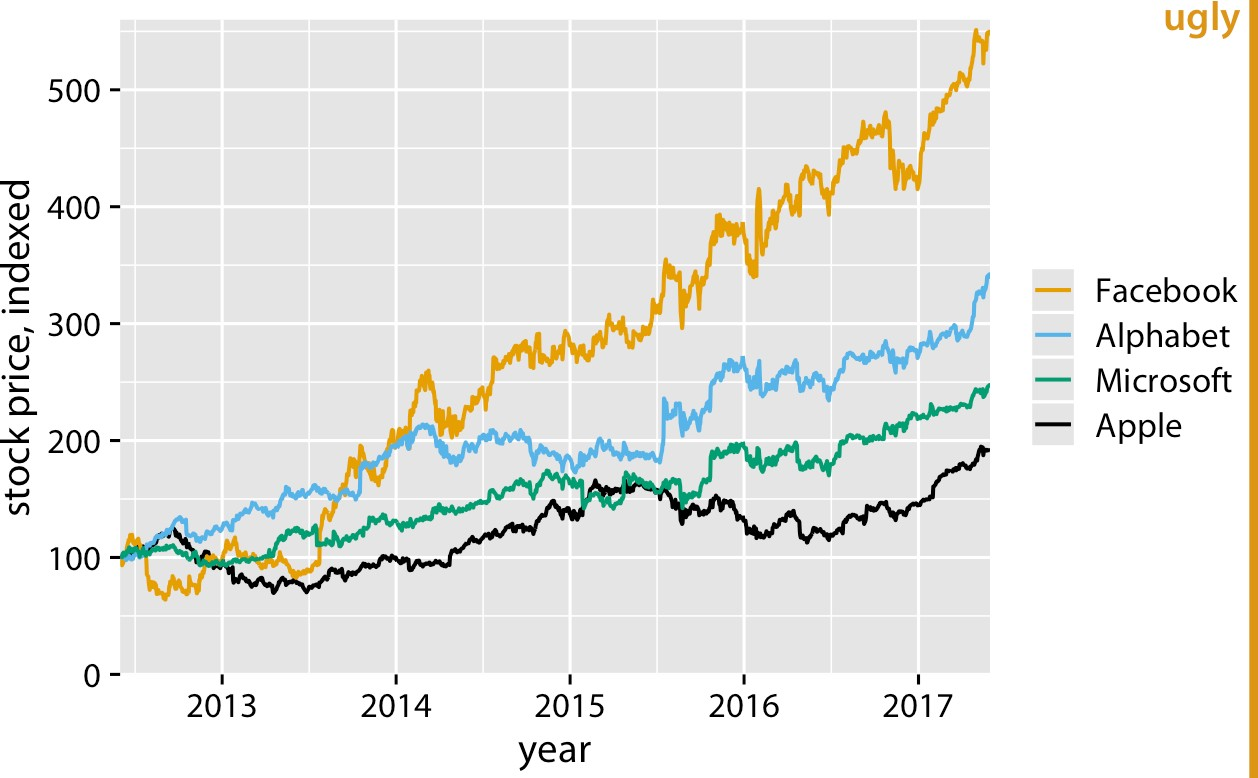 ugly
stock price, indexed
500
400
300
200
100
0
2013 2014 2015 2016 2017
year
Facebook
Alphabet
Microsoft
Apple